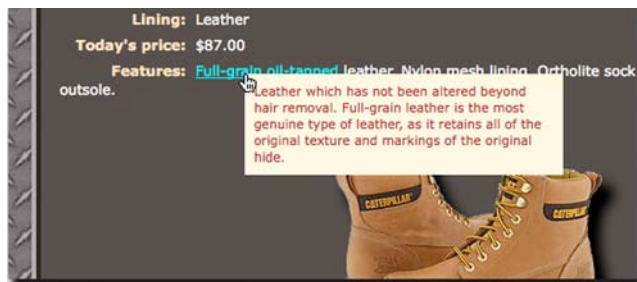 Lining: Leather
Today's price: $87.00
Features: Full-grain oil-tanned leather, Nylon mesh lining, Ortholite sock
outsole.
Leather which has not been altered beyond
hair removal. Full-grain leather is the most
genuine type of leather, as it retains all of the
original texture and markings of the original
hide.
CATERPILLAR
CATERPILLAR